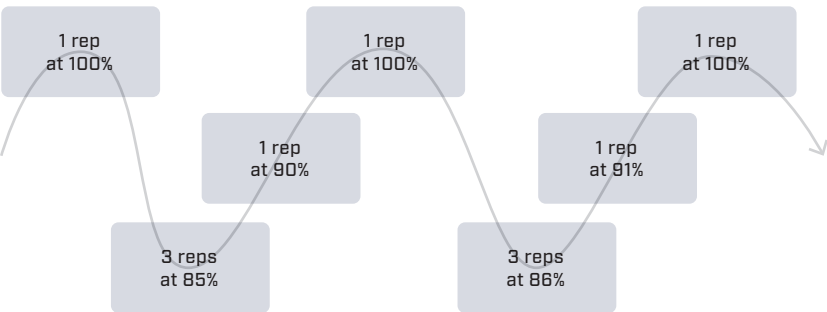 1 rep
at 100%
3 reps
at 85%
1 rep
at 90%
1 rep
at 100%
3 reps
at 86%
1 rep
at 91%
1 rep
at 100%